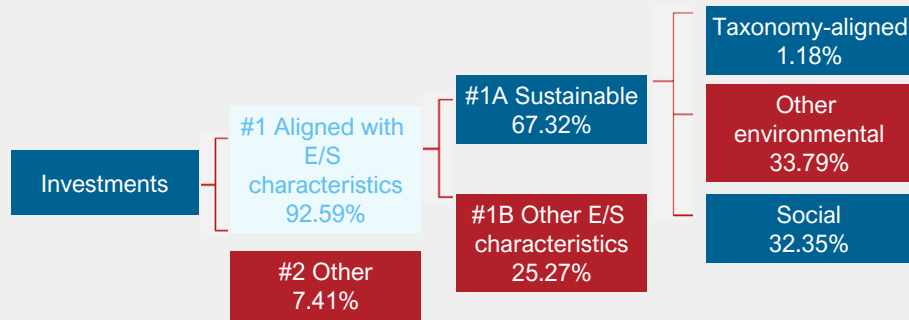 Investments
#1 Aligned with
E/S
characteristics
92.59%
#2 Other
7.41%
#1A Sustainable
67.32%
#1B Other E/S
characteristics
25.27%
Taxonomy-aligned
1.18%
Other
environmental
33.79%
Social
32.35%